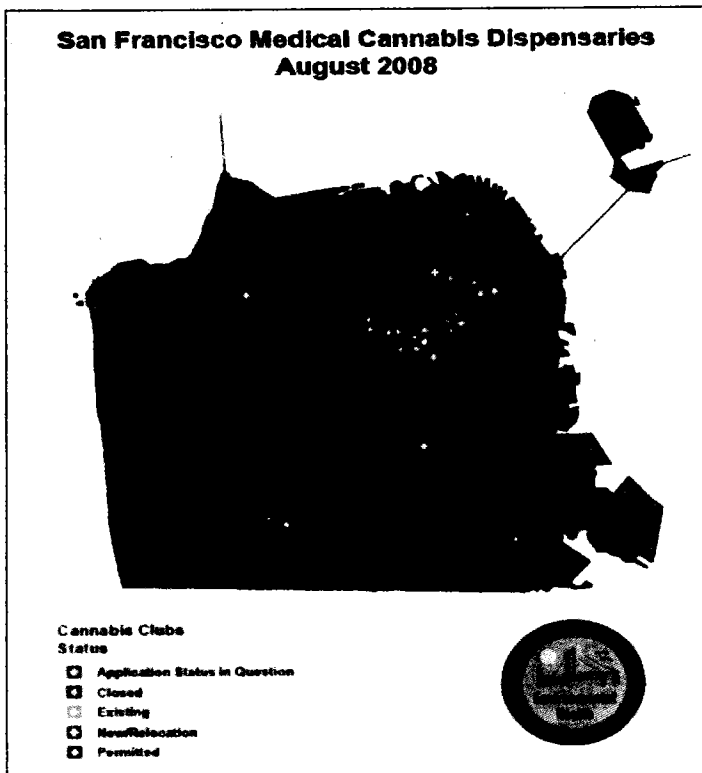 San Francisco Medical Cannabis Dispensaries
August 2008
Cannabis Clubs
Status
Application Status in Question
Closed
Existing
New/Relocation
Permitted